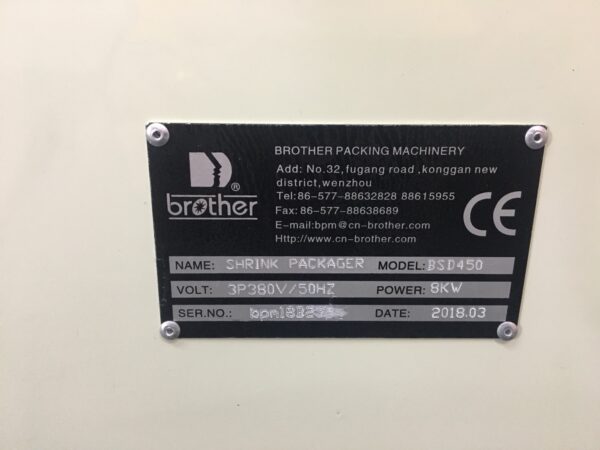 BROTHER PACKING MACHINERY
Add: No.32,fugang road ,konggan new
district,wenzhou
Tel:86-577-88632828 88615955
Fax: 86-577-88638689
E-mail:bpm@cn-brother.com
Http://www.cn-brother.com
®
brother
CE
NAME: SHRINK PACKAGER MODEL: BSD450
VOLT: 3P380V/50HZ POWER: 8KW
SER.NO.: DATE: 2018.03